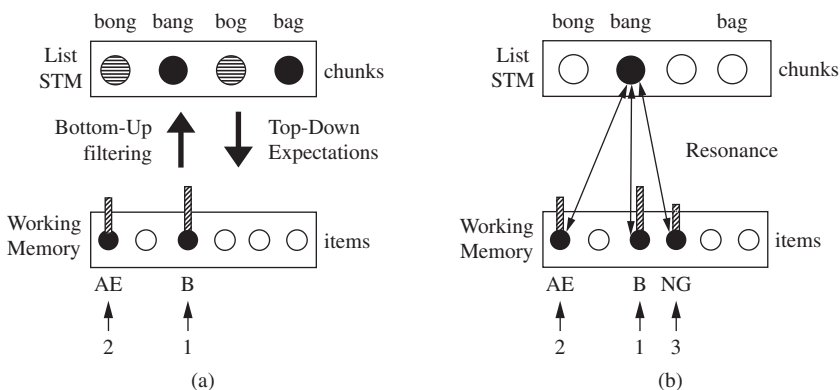 bong bang bog bag
List STM
chunks
Bottom-Up filtering
Top-Down Expectations
Working Memory
items
AE B
2 1
(a)
bong bang bag
List STM
chunks
Resonance
Working Memory
items
AE B NG
2 1 3
(b)